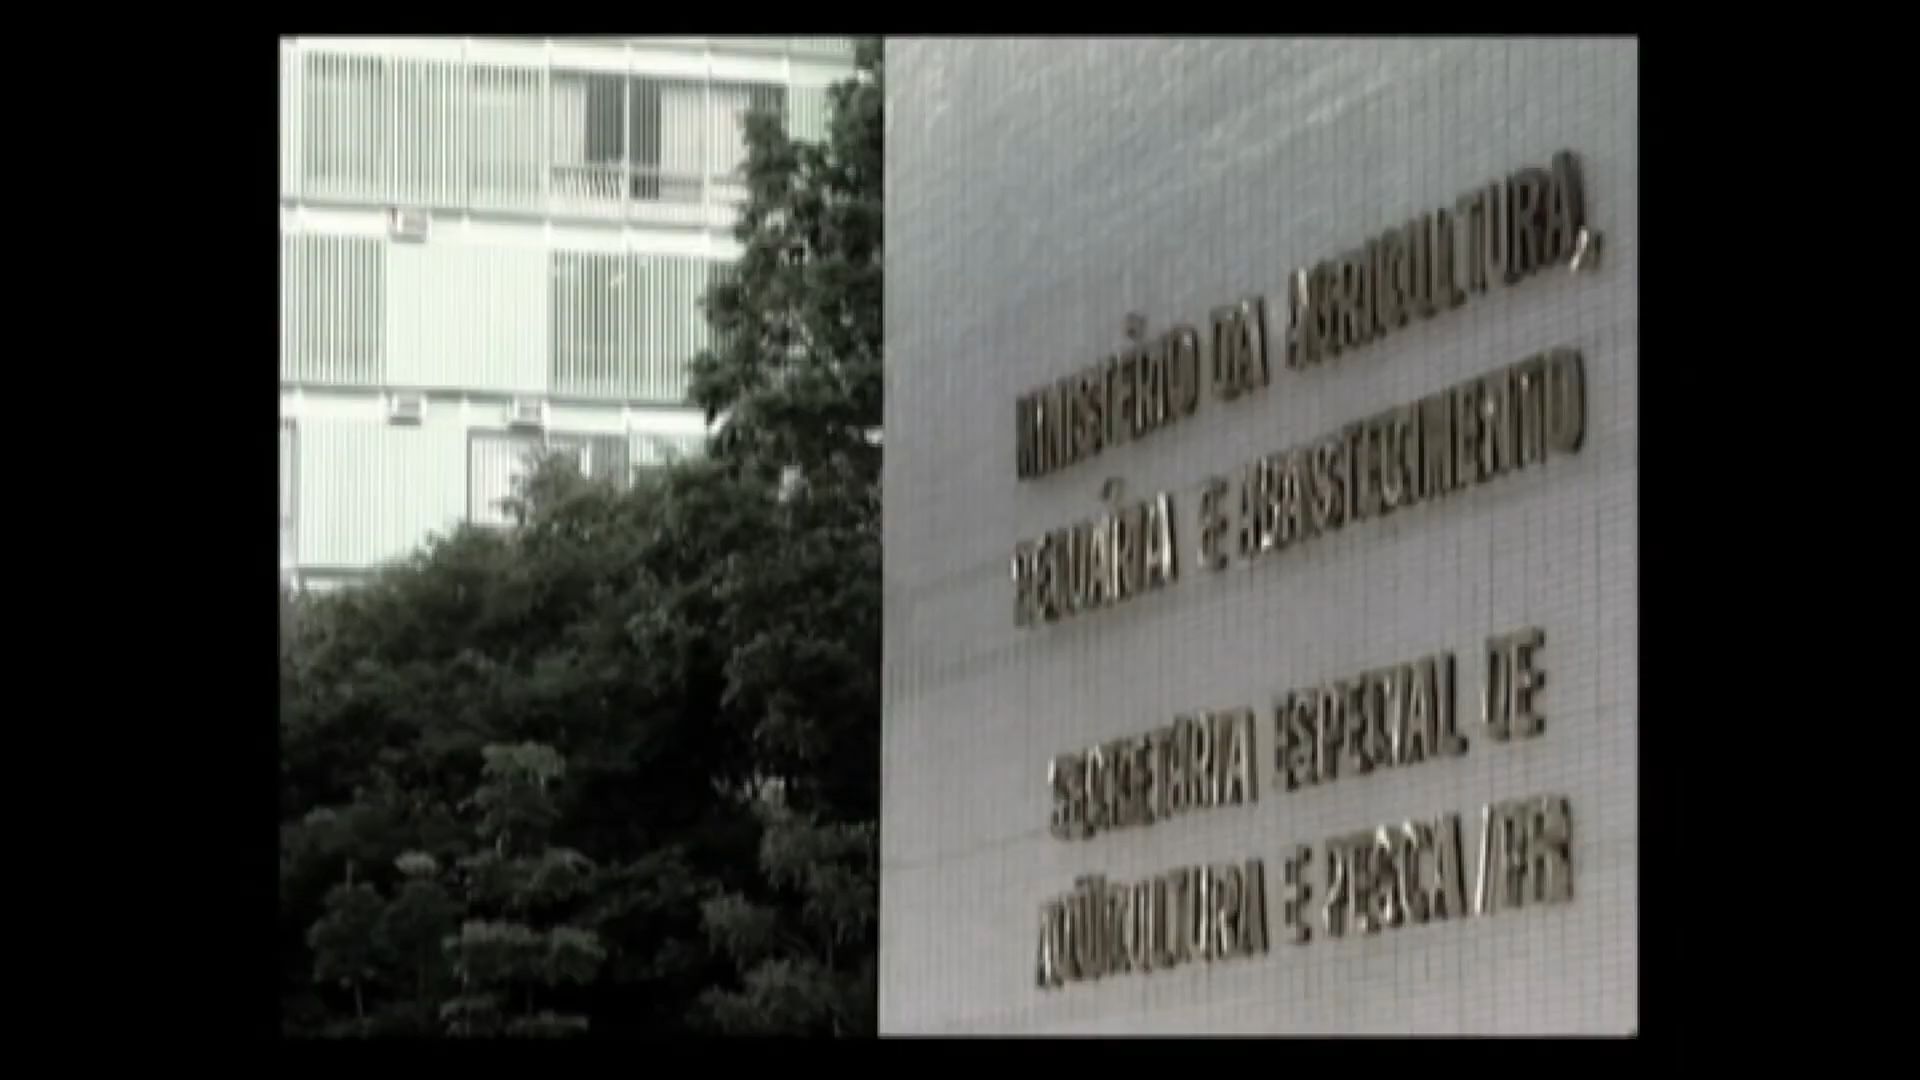 MINISTÉRIO DA AGRICULTURA,
PECUÁRIA E ABASTECIMENTO
SECRETARIA ESPECIAL DE
AQÜICULTURA E PESCA / PR